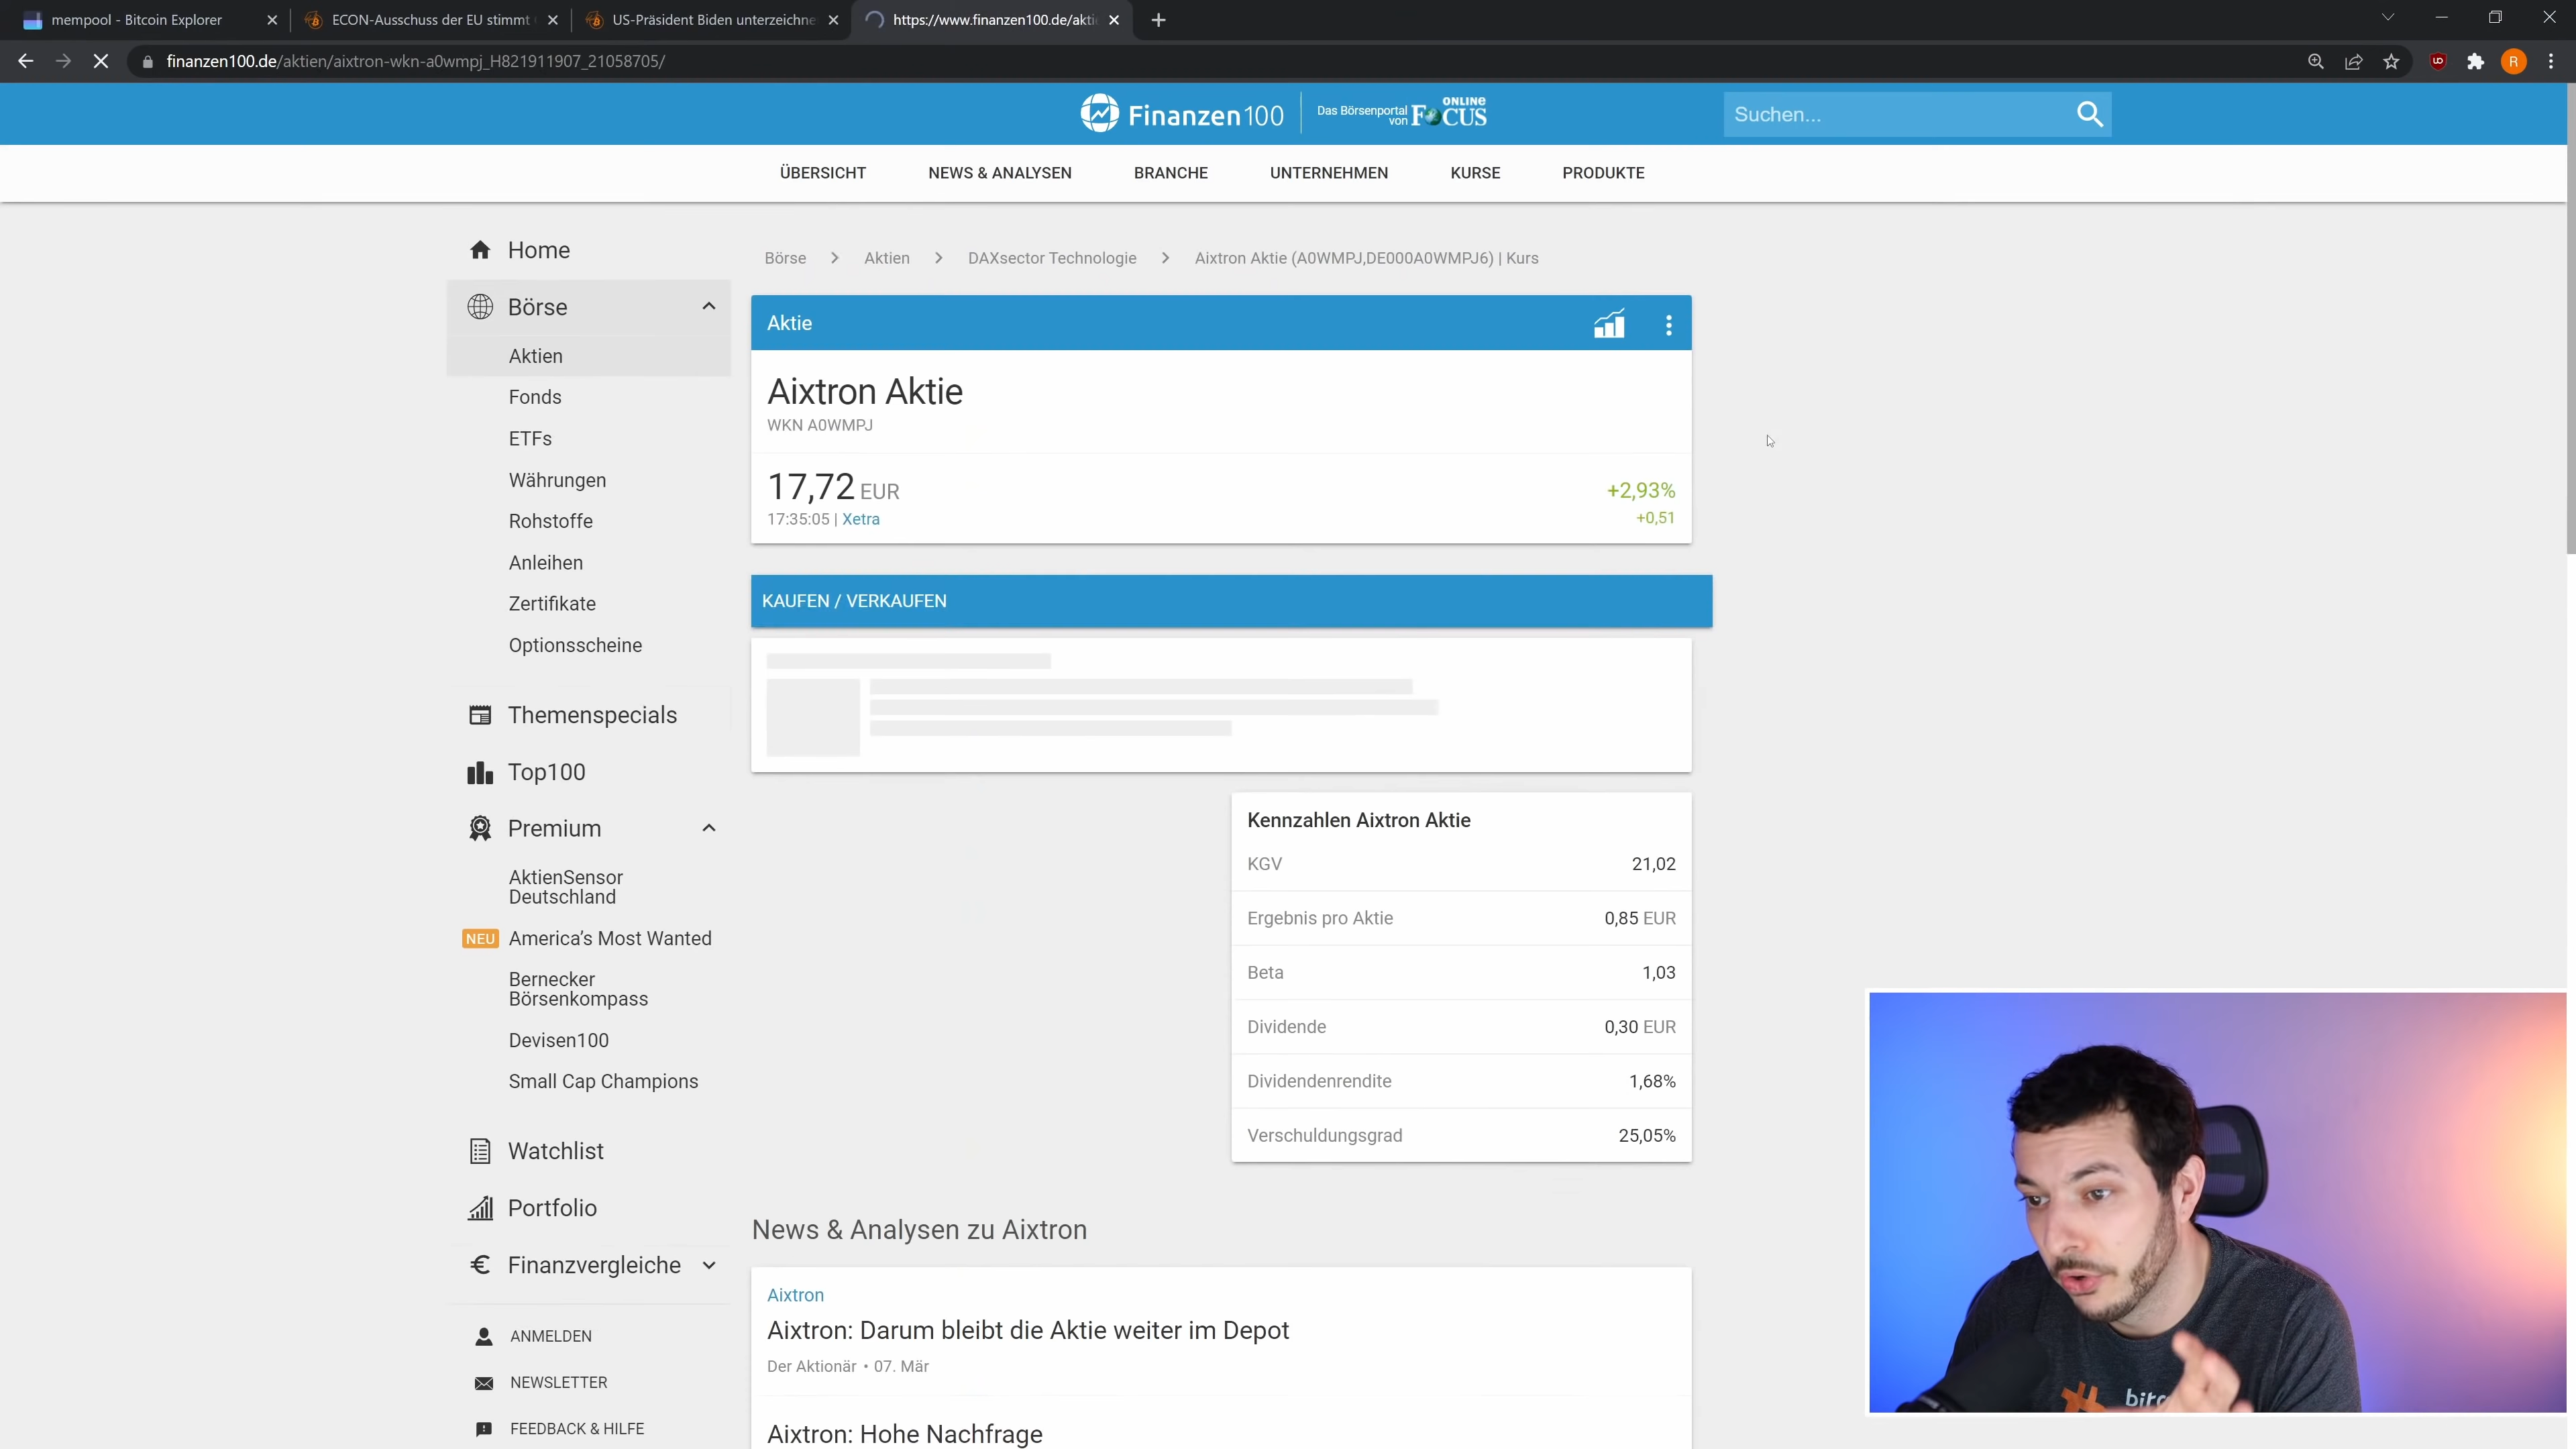 mempool - Bitcoin Explorer
ECON-Ausschuss der EU stimmt
US-Präsident Biden unterzeichne
https://www.finanzen100.de/akti
finanzen100.de/aktien/aixtron-wkn-a0wmpj_H821911907_21058705/
R
Finanzen100
Das Börsenportal von FOCUS ONLINE
Suchen...
ÜBERSICHT
NEWS & ANALYSEN
BRANCHE
UNTERNEHMEN
KURSE
PRODUKTE
Home
Börse
Aktien
Fonds
ETFs
Währungen
Rohstoffe
Anleihen
Zertifikate
Optionsscheine
Themenspecials
Top100
Premium
AktienSensor
Deutschland
NEU America’s Most Wanted
Bernecker
Börsenkompass
Devisen100
Small Cap Champions
Watchlist
Portfolio
Finanzvergleiche
ANMELDEN
NEWSLETTER
FEEDBACK & HILFE
Börse > Aktien > DAXsector Technologie > Aixtron Aktie (A0WMPJ,DE000A0WMPJ6) | Kurs
Aktie
Aixtron Aktie
WKN A0WMPJ
17,72 EUR
+2,93%
17:35:05 | Xetra
+0,51
KAUFEN / VERKAUFEN
Kennzahlen Aixtron Aktie
KGV 21,02
Ergebnis pro Aktie 0,85 EUR
Beta 1,03
Dividende 0,30 EUR
Dividendenrendite 1,68%
Verschuldungsgrad 25,05%
News & Analysen zu Aixtron
Aixtron
Aixtron: Darum bleibt die Aktie weiter im Depot
Der Aktionär • 07. Mär
Aixtron: Hohe Nachfrage